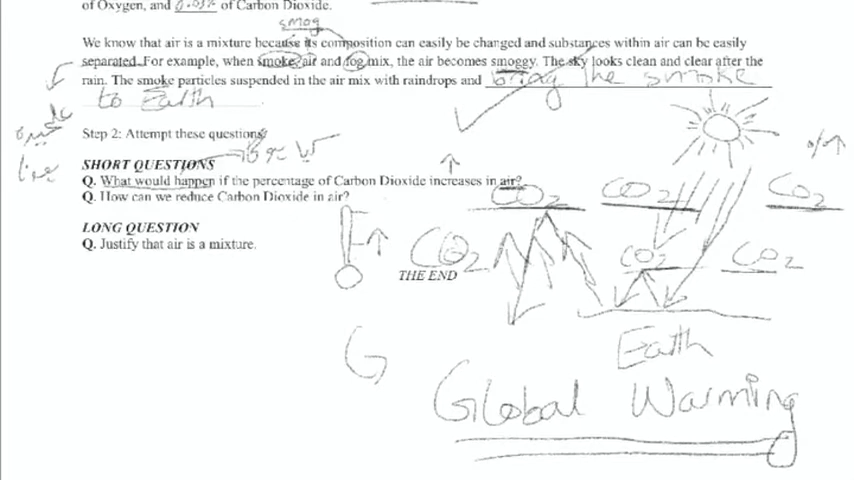 of Oxygen, and 0.03% of Carbon Dioxide.
smog
We know that air is a mixture because its composition can easily be changed and substances within air can be easily
separated. For example, when smoke, air and fog mix, the air becomes smoggy. The sky looks clean and clear after the
rain. The smoke particles suspended in the air mix with raindrops and bring the smoke
to Earth
علیحدہ
ہونا
Step 2: Attempt these questions
SHORT QUESTIONS
Q. What would happen if the percentage of Carbon Dioxide increases in air?
Q. How can we reduce Carbon Dioxide in air?
CO2 CO2 CO2
LONG QUESTION
Q. Justify that air is a mixture.
CO2 CO2 CO2
THE END
Earth
G
Global Warming